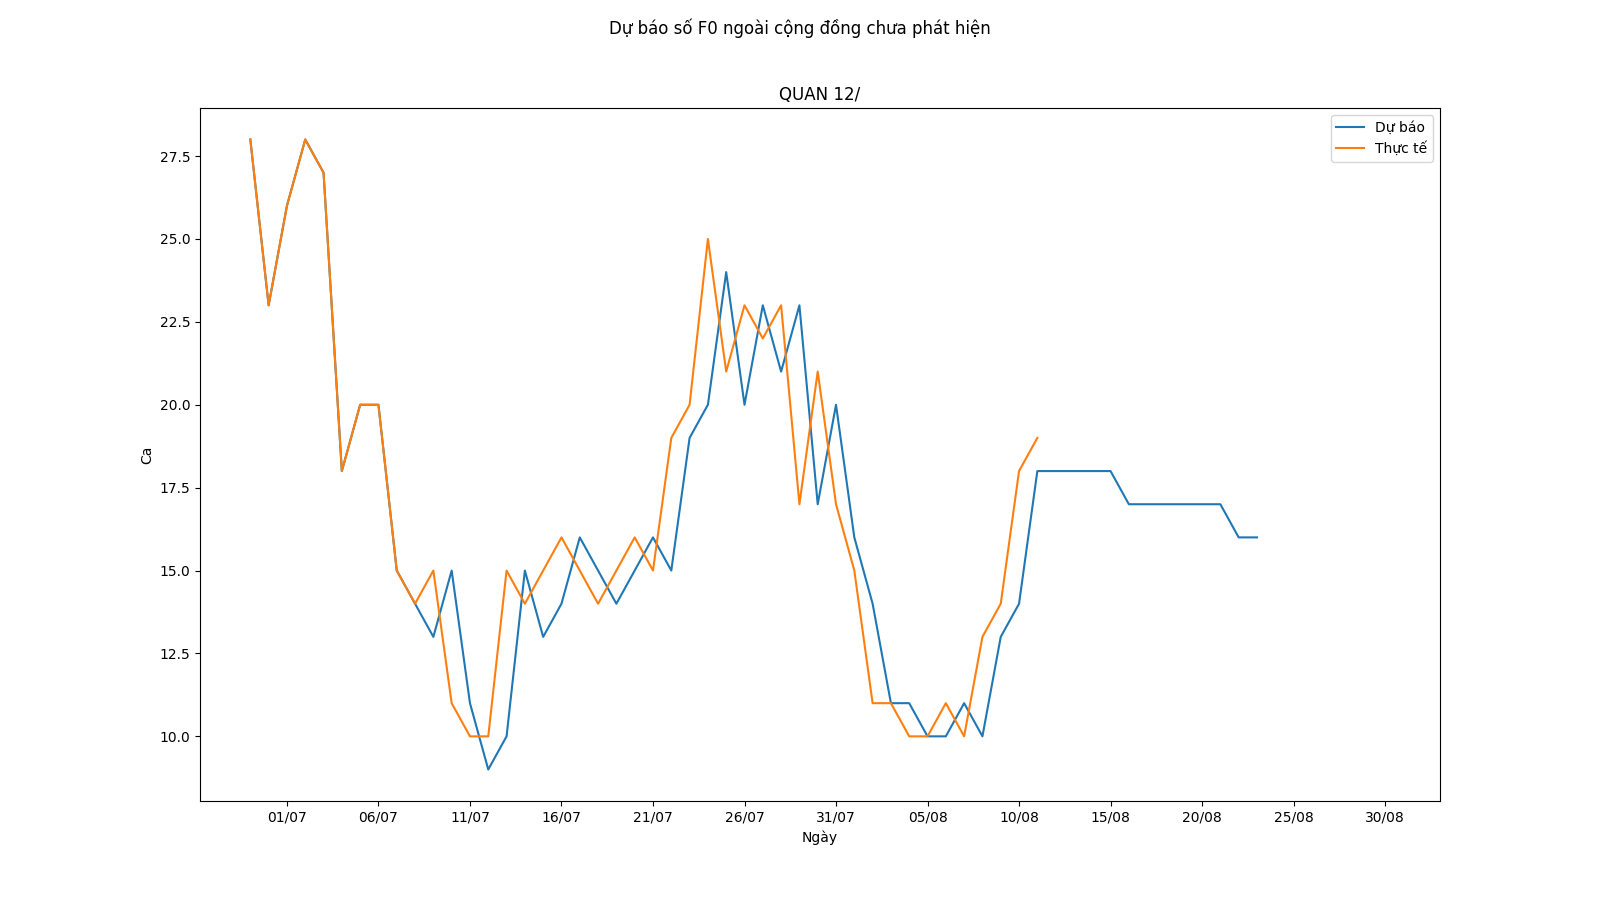 Dự báo số F0 ngoài cộng đồng chưa phát hiện
QUAN 12/
Dự báo
Thực tế
27.5
25.0
22.5
20.0
17.5
15.0
12.5
10.0
Ca
01/07 06/07 11/07 16/07 21/07 26/07 31/07 05/08 10/08 15/08 20/08 25/08 30/08
Ngày